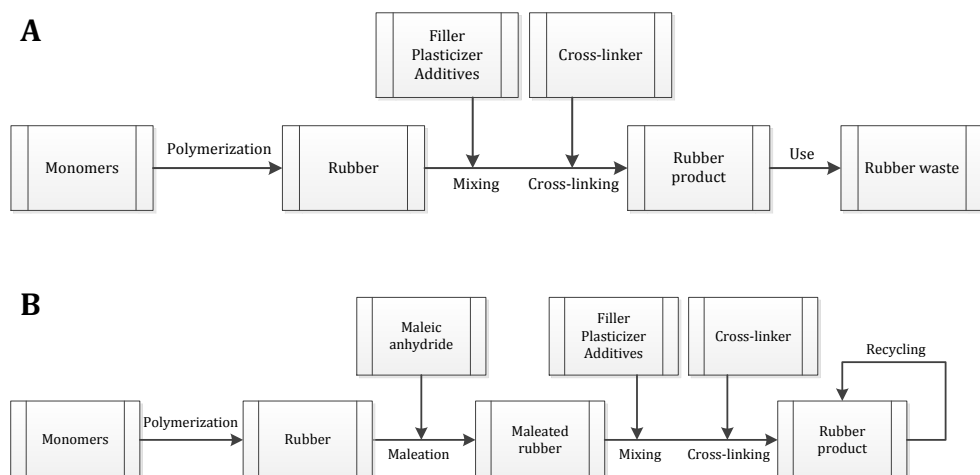 A
Filler
Plasticizer
Additives
Cross-linker
Monomers
Polymerization
Rubber
Mixing
Cross-linking
Rubber
product
Use
Rubber waste
B
Maleic
anhydride
Filler
Plasticizer
Additives
Cross-linker
Recycling
Monomers
Polymerization
Rubber
Maleation
Maleated
rubber
Mixing
Cross-linking
Rubber
product